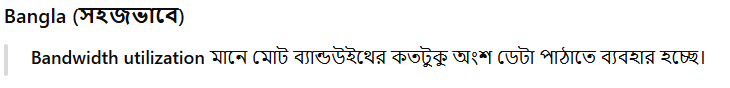 Bangla (সহজভাবে)
Bandwidth utilization মানে মোট ব্যান্ডউইথের কতটুকু অংশ ডেটা পাঠাতে ব্যবহার হচ্ছে।